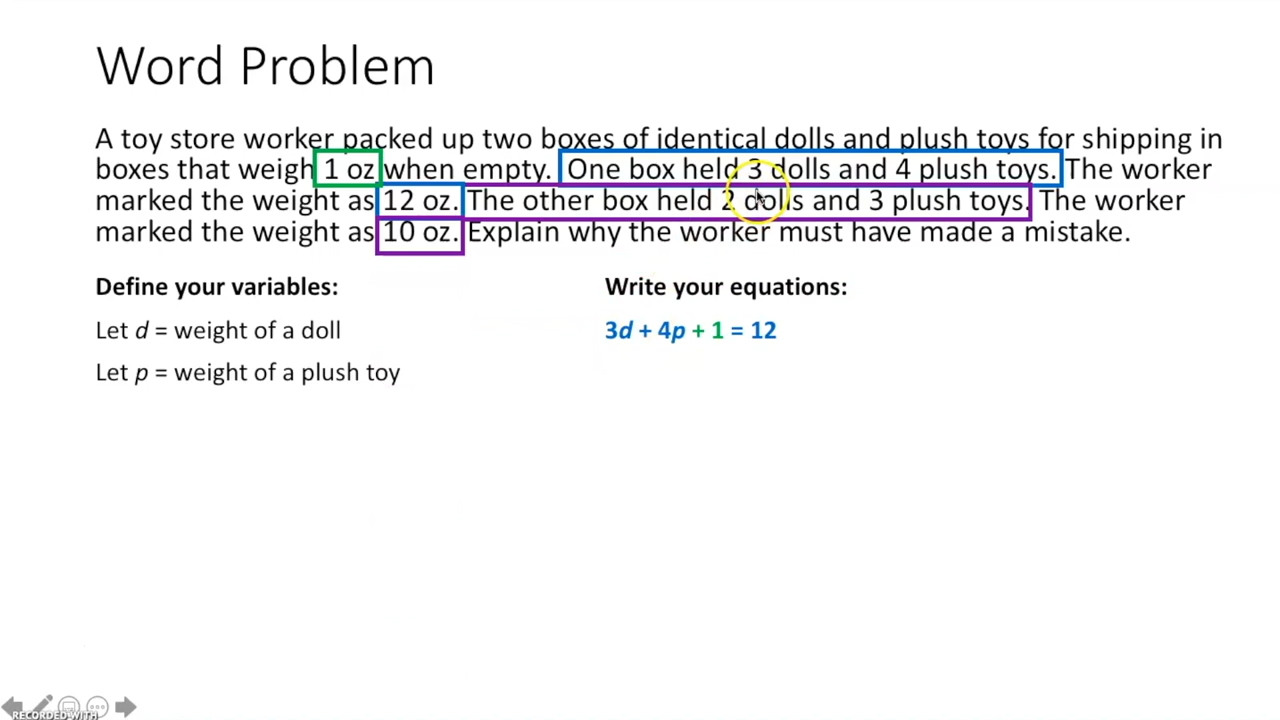 Word Problem
A toy store worker packed up two boxes of identical dolls and plush toys for shipping in
boxes that weigh 1 oz when empty. One box held 3 dolls and 4 plush toys. The worker
marked the weight as 12 oz. The other box held 2 dolls and 3 plush toys. The worker
marked the weight as 10 oz. Explain why the worker must have made a mistake.
Define your variables:
Write your equations:
Let d = weight of a doll
3d + 4p + 1 = 12
Let p = weight of a plush toy
RECORDED WITH